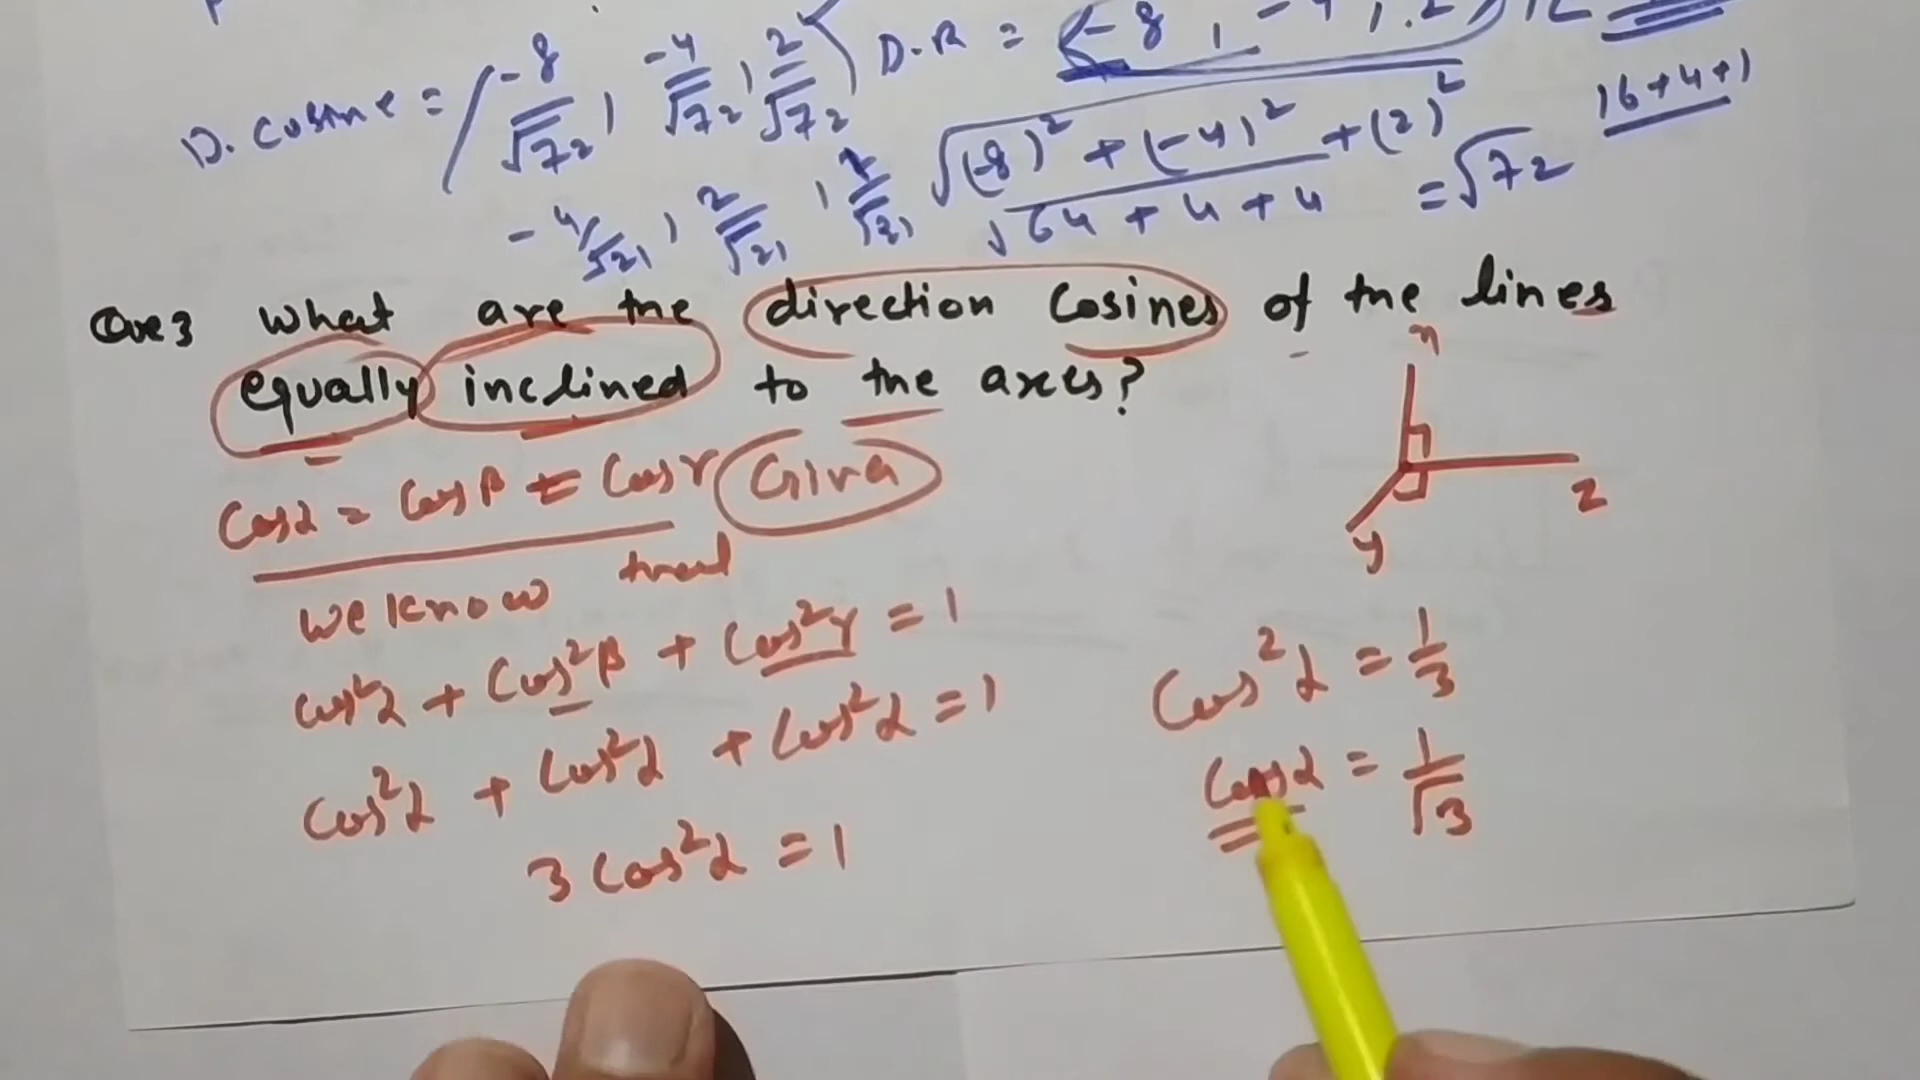 D.R = <-8, -4, 2>
D. Cosine = (-8/√72, -4/√72, 2/√72)
√(-8)² + (-4)² + (2)²
16+4+1
√64 + 4 + 4 = √72
-4/√21, 2/√21, 1/√21
Que 3 What are the direction Cosines of the lines
equally inclined to the axes?
Cosα = Cosβ = Cosγ Givn
x
y
z
we know that
cos²α + Cos²β + Cos²γ = 1
Cos²α + Cos²α + Cos²α = 1
3 Cos²α = 1
Cos²α = 1/3
Cosα = 1/√3